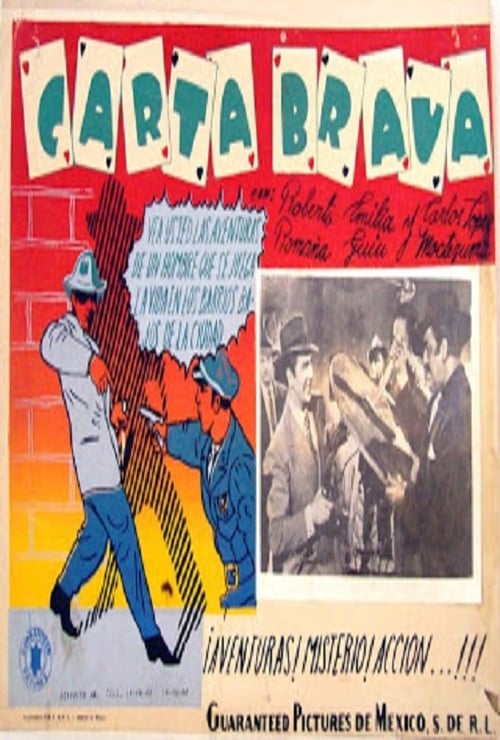 CARTA BRAVA
CON: Roberto Emilia y Carlos López
Romaña Guiu Moctezuma
VEA USTED LAS AVENTURAS
DE UN HOMBRE QUE SE JUEGA
LA VIDA EN LOS BARRIOS BA-
JOS DE LA CIUDAD
¡AVENTURAS! MISTERIO! ACCION...!!!
GUARANTEED PICTURES DE MEXICO, S. DE R. L.